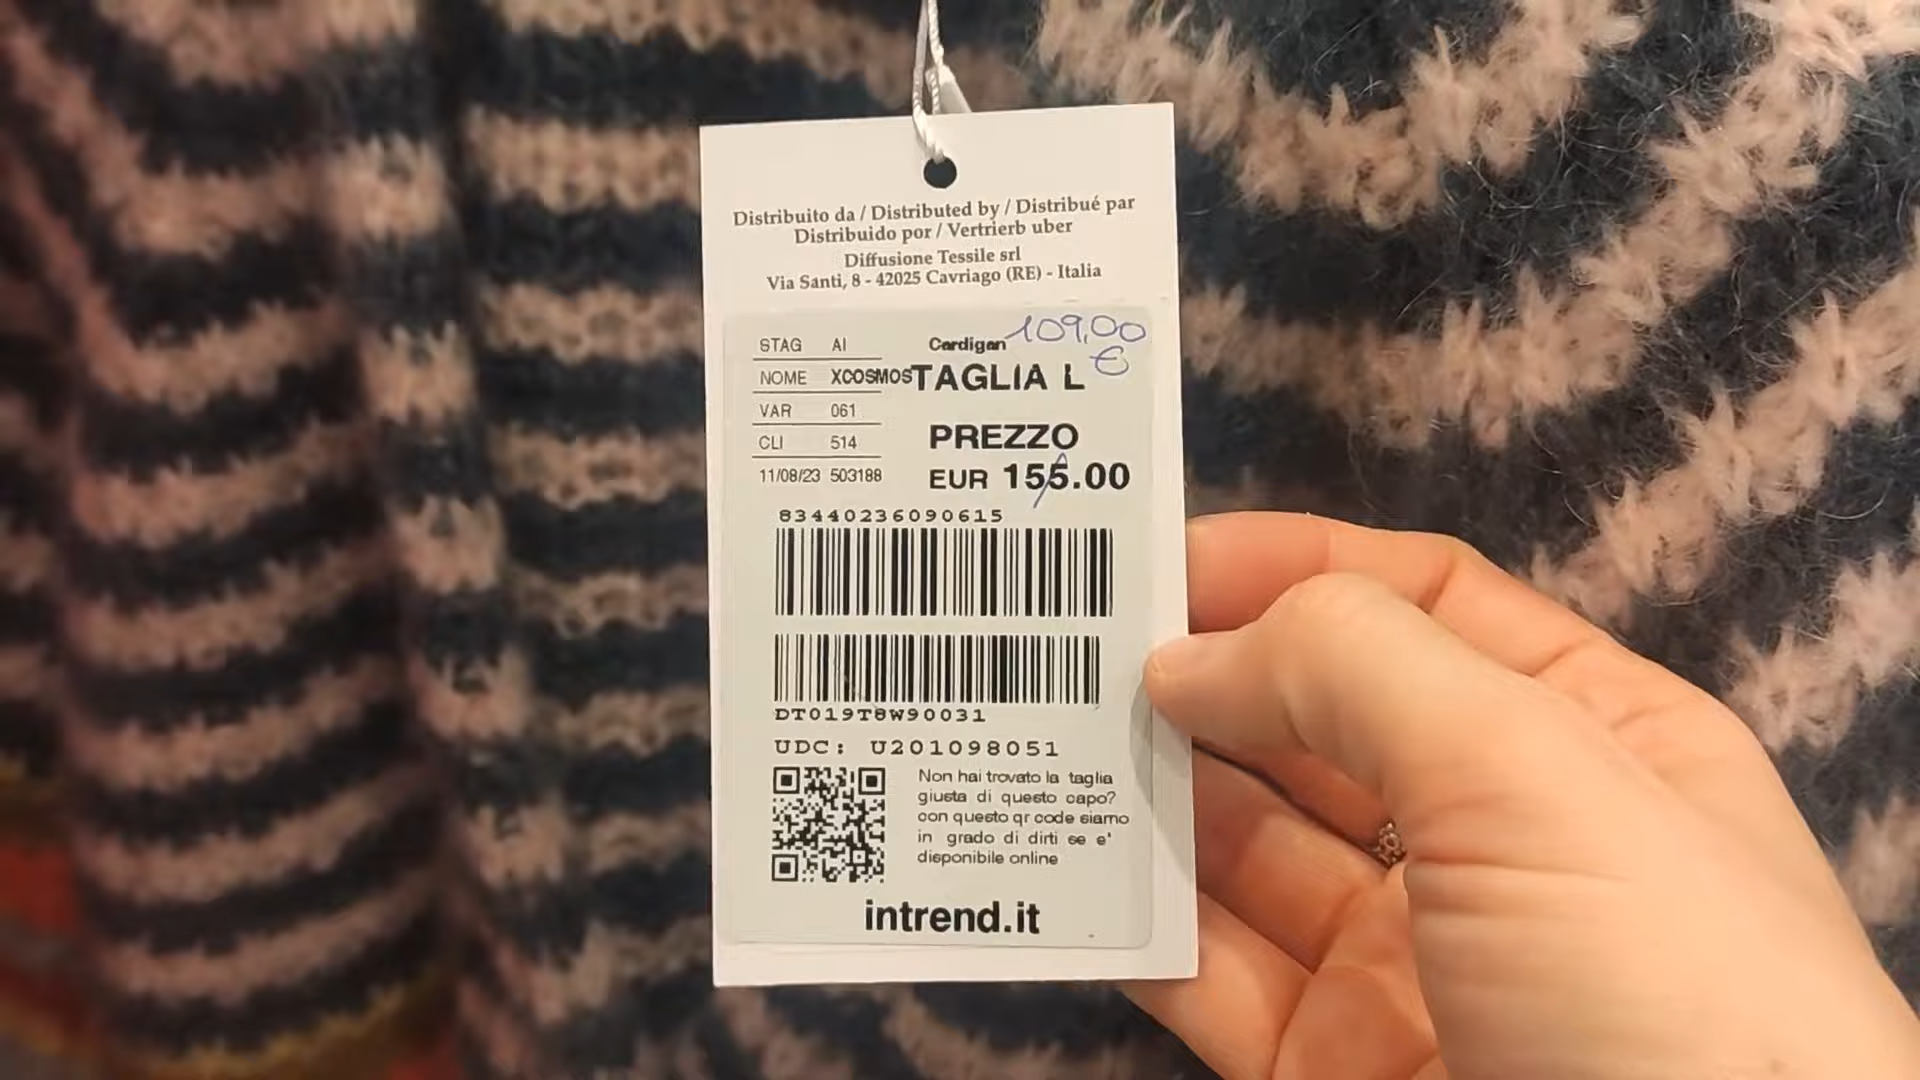 Distribuito da / Distributed by / Distribué par
Distribuido por / Vertrierb uber
Diffusione Tessile srl
Via Santi, 8 - 42025 Cavriago (RE) - Italia
STAG AI
NOME XCOSMOS
VAR 061
CLI 514
11/08/23 503188
Cardigan 109,00
€
TAGLIA L
PREZZO
EUR 155.00
83440236090615
DT019T8W90031
UDC: U201098051
Non hai trovato la taglia
giusta di questo capo?
con questo qr code siamo
in grado di dirti se e'
disponibile online
intrend.it